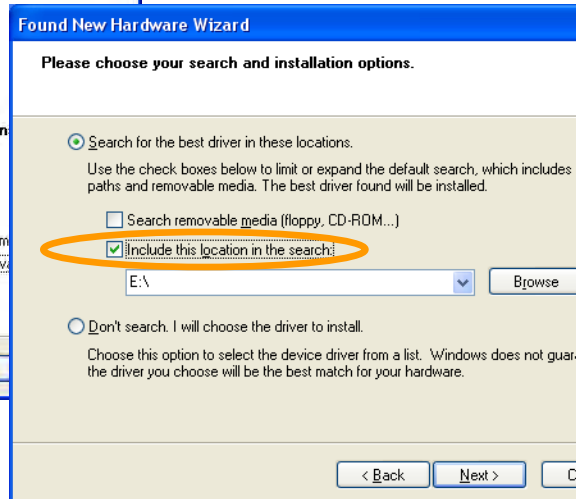 Found New Hardware Wizard
Please choose your search and installation options.
Search for the best driver in these locations.
Use the check boxes below to limit or expand the default search, which includes
paths and removable media. The best driver found will be installed.
Search removable media (floppy, CD-ROM...)
Include this location in the search:
E:\
Browse
Don't search. I will choose the driver to install.
Choose this option to select the device driver from a list. Windows does not guar
the driver you choose will be the best match for your hardware.
< Back
Next >
C